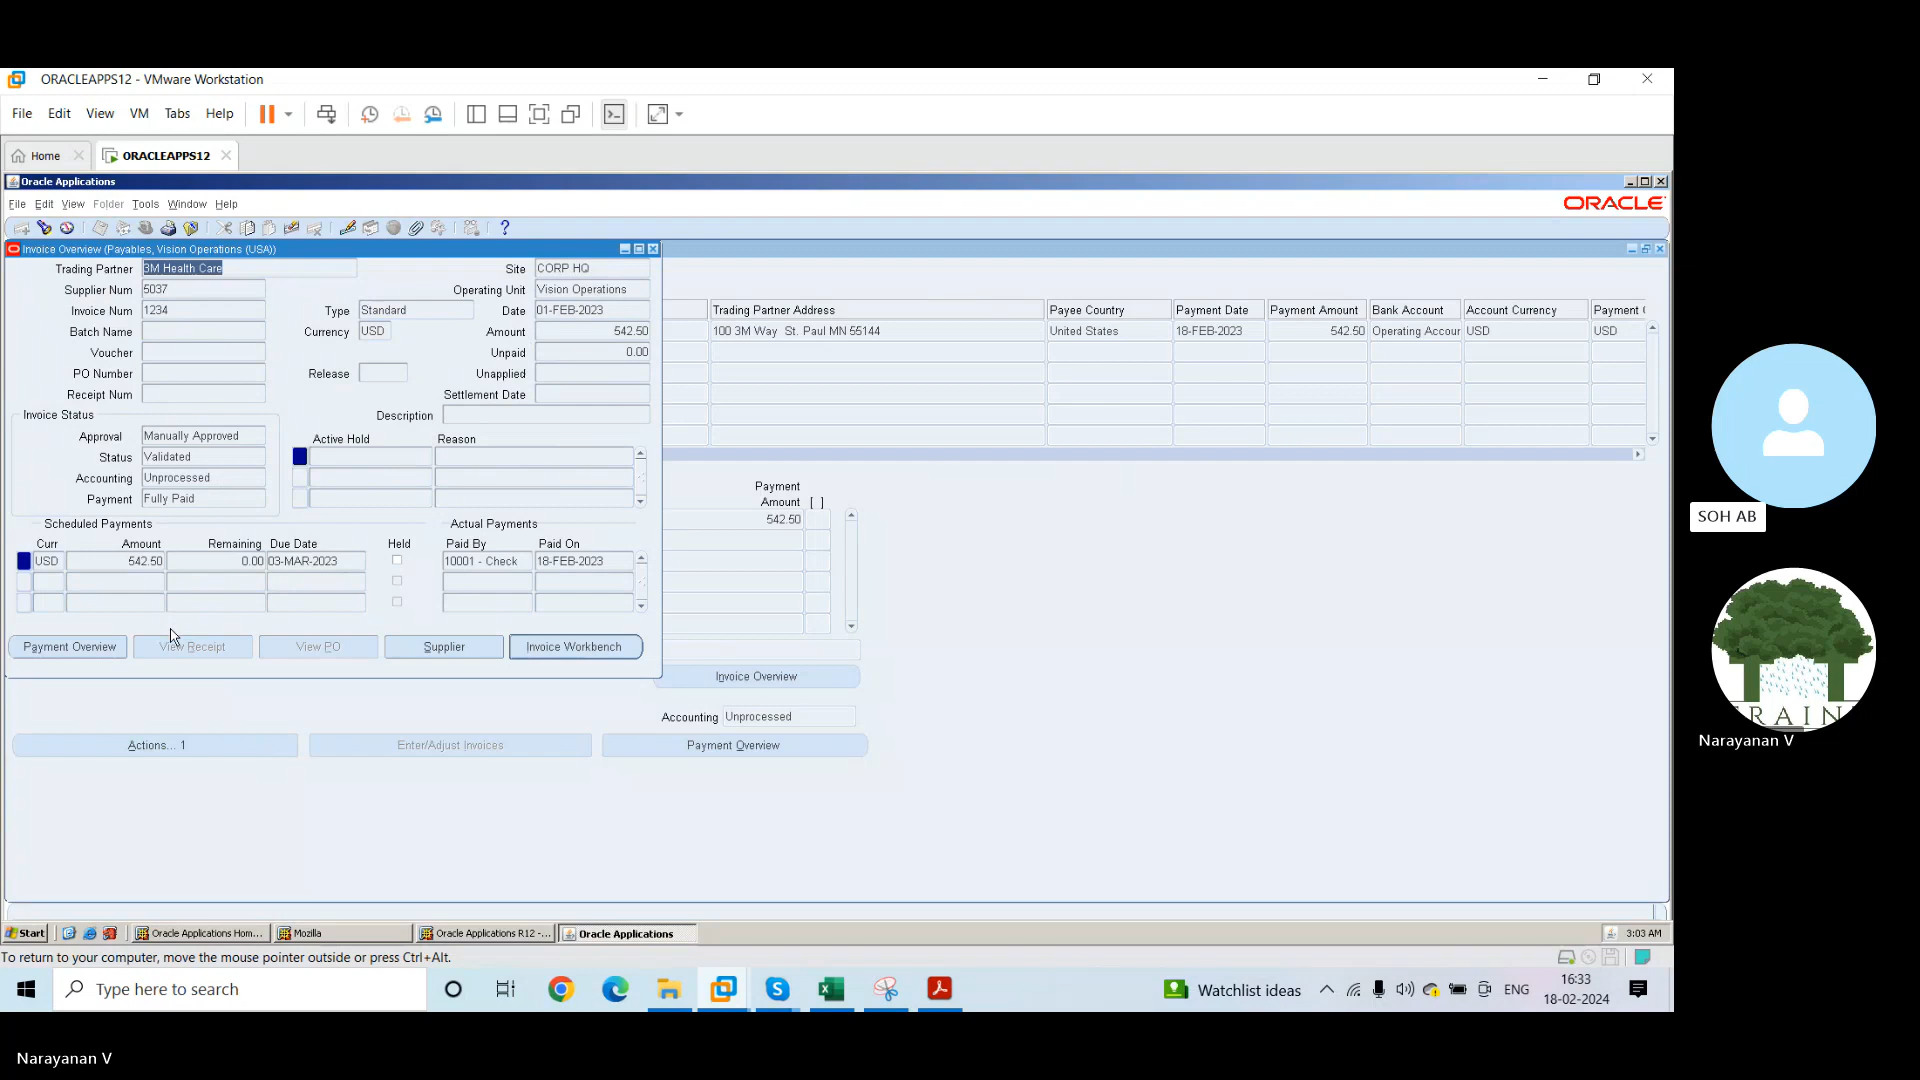 ORACLEAPPS12 - VMware Workstation
File Edit View VM Tabs Help
Home ORACLEAPPS12
Oracle Applications
File Edit View Folder Tools Window Help
ORACLE
Invoice Overview (Payables, Vision Operations (USA))
Trading Partner 3M Health Care Site CORP HQ
Supplier Num 5037 Operating Unit Vision Operations
Invoice Num 1234 Type Standard Date 01-FEB-2023
Batch Name Currency USD Amount 542.50
Voucher Unpaid 0.00
PO Number Release Unapplied
Receipt Num Settlement Date
Invoice Status Description
Approval Manually Approved Active Hold Reason
Status Validated
Accounting Unprocessed
Payment Fully Paid
Scheduled Payments Actual Payments
Curr Amount Remaining Due Date Held Paid By Paid On
USD 542.50 0.00 03-MAR-2023 10001 - Check 18-FEB-2023
Payment Overview View Receipt View PO Supplier Invoice Workbench
Trading Partner Address Payee Country Payment Date Payment Amount Bank Account Account Currency Payment
100 3M Way St. Paul MN 55144 United States 18-FEB-2023 542.50 Operating Accour USD USD
Payment
Amount [ ]
542.50
Invoice Overview
Accounting Unprocessed
Actions... 1 Enter/Adjust Invoices Payment Overview
Start Oracle Applications Hom... Mozilla Oracle Applications R12 -... Oracle Applications 3:03 AM
To return to your computer, move the mouse pointer outside or press Ctrl+Alt.
Type here to search Watchlist ideas ENG 16:33
18-02-2024
SOH AB
RAIN
Narayanan V
Narayanan V